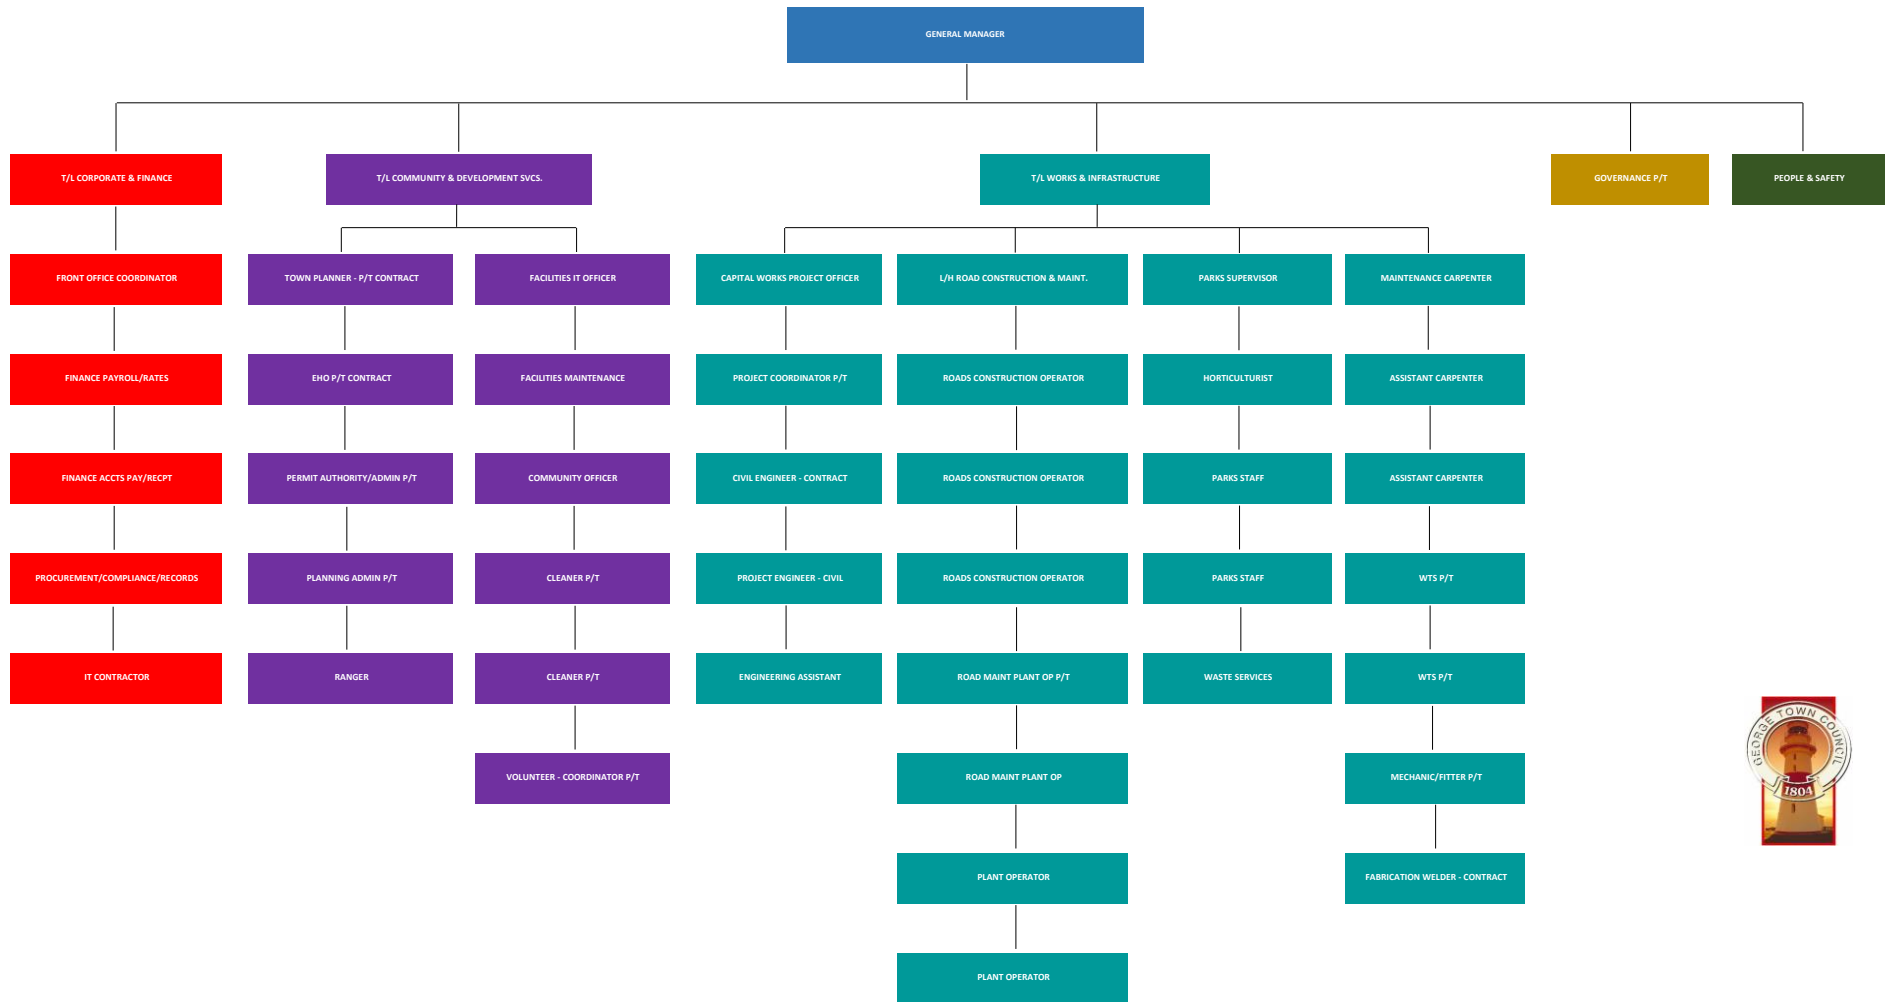 GENERAL MANAGER
T/L CORPORATE & FINANCE
T/L COMMUNITY & DEVELOPMENT SVCS.
T/L WORKS & INFRASTRUCTURE
GOVERNANCE P/T
PEOPLE & SAFETY
FRONT OFFICE COORDINATOR
TOWN PLANNER - P/T CONTRACT
FACILITIES IT OFFICER
CAPITAL WORKS PROJECT OFFICER
L/H ROAD CONSTRUCTION & MAINT.
PARKS SUPERVISOR
MAINTENANCE CARPENTER
FINANCE PAYROLL/RATES
EHO P/T CONTRACT
FACILITIES MAINTENANCE
PROJECT COORDINATOR P/T
ROADS CONSTRUCTION OPERATOR
HORTICULTURIST
ASSISTANT CARPENTER
FINANCE ACCTS PAY/RECPT
PERMIT AUTHORITY/ADMIN P/T
COMMUNITY OFFICER
CIVIL ENGINEER - CONTRACT
ROADS CONSTRUCTION OPERATOR
PARKS STAFF
ASSISTANT CARPENTER
PROCUREMENT/COMPLIANCE/RECORDS
PLANNING ADMIN P/T
CLEANER P/T
PROJECT ENGINEER - CIVIL
ROADS CONSTRUCTION OPERATOR
PARKS STAFF
WTS P/T
IT CONTRACTOR
RANGER
CLEANER P/T
ENGINEERING ASSISTANT
ROAD MAINT PLANT OP P/T
WASTE SERVICES
WTS P/T
VOLUNTEER - COORDINATOR P/T
ROAD MAINT PLANT OP
MECHANIC/FITTER P/T
GEORGE TOWN COUNCIL
1804
PLANT OPERATOR
FABRICATION WELDER - CONTRACT
PLANT OPERATOR